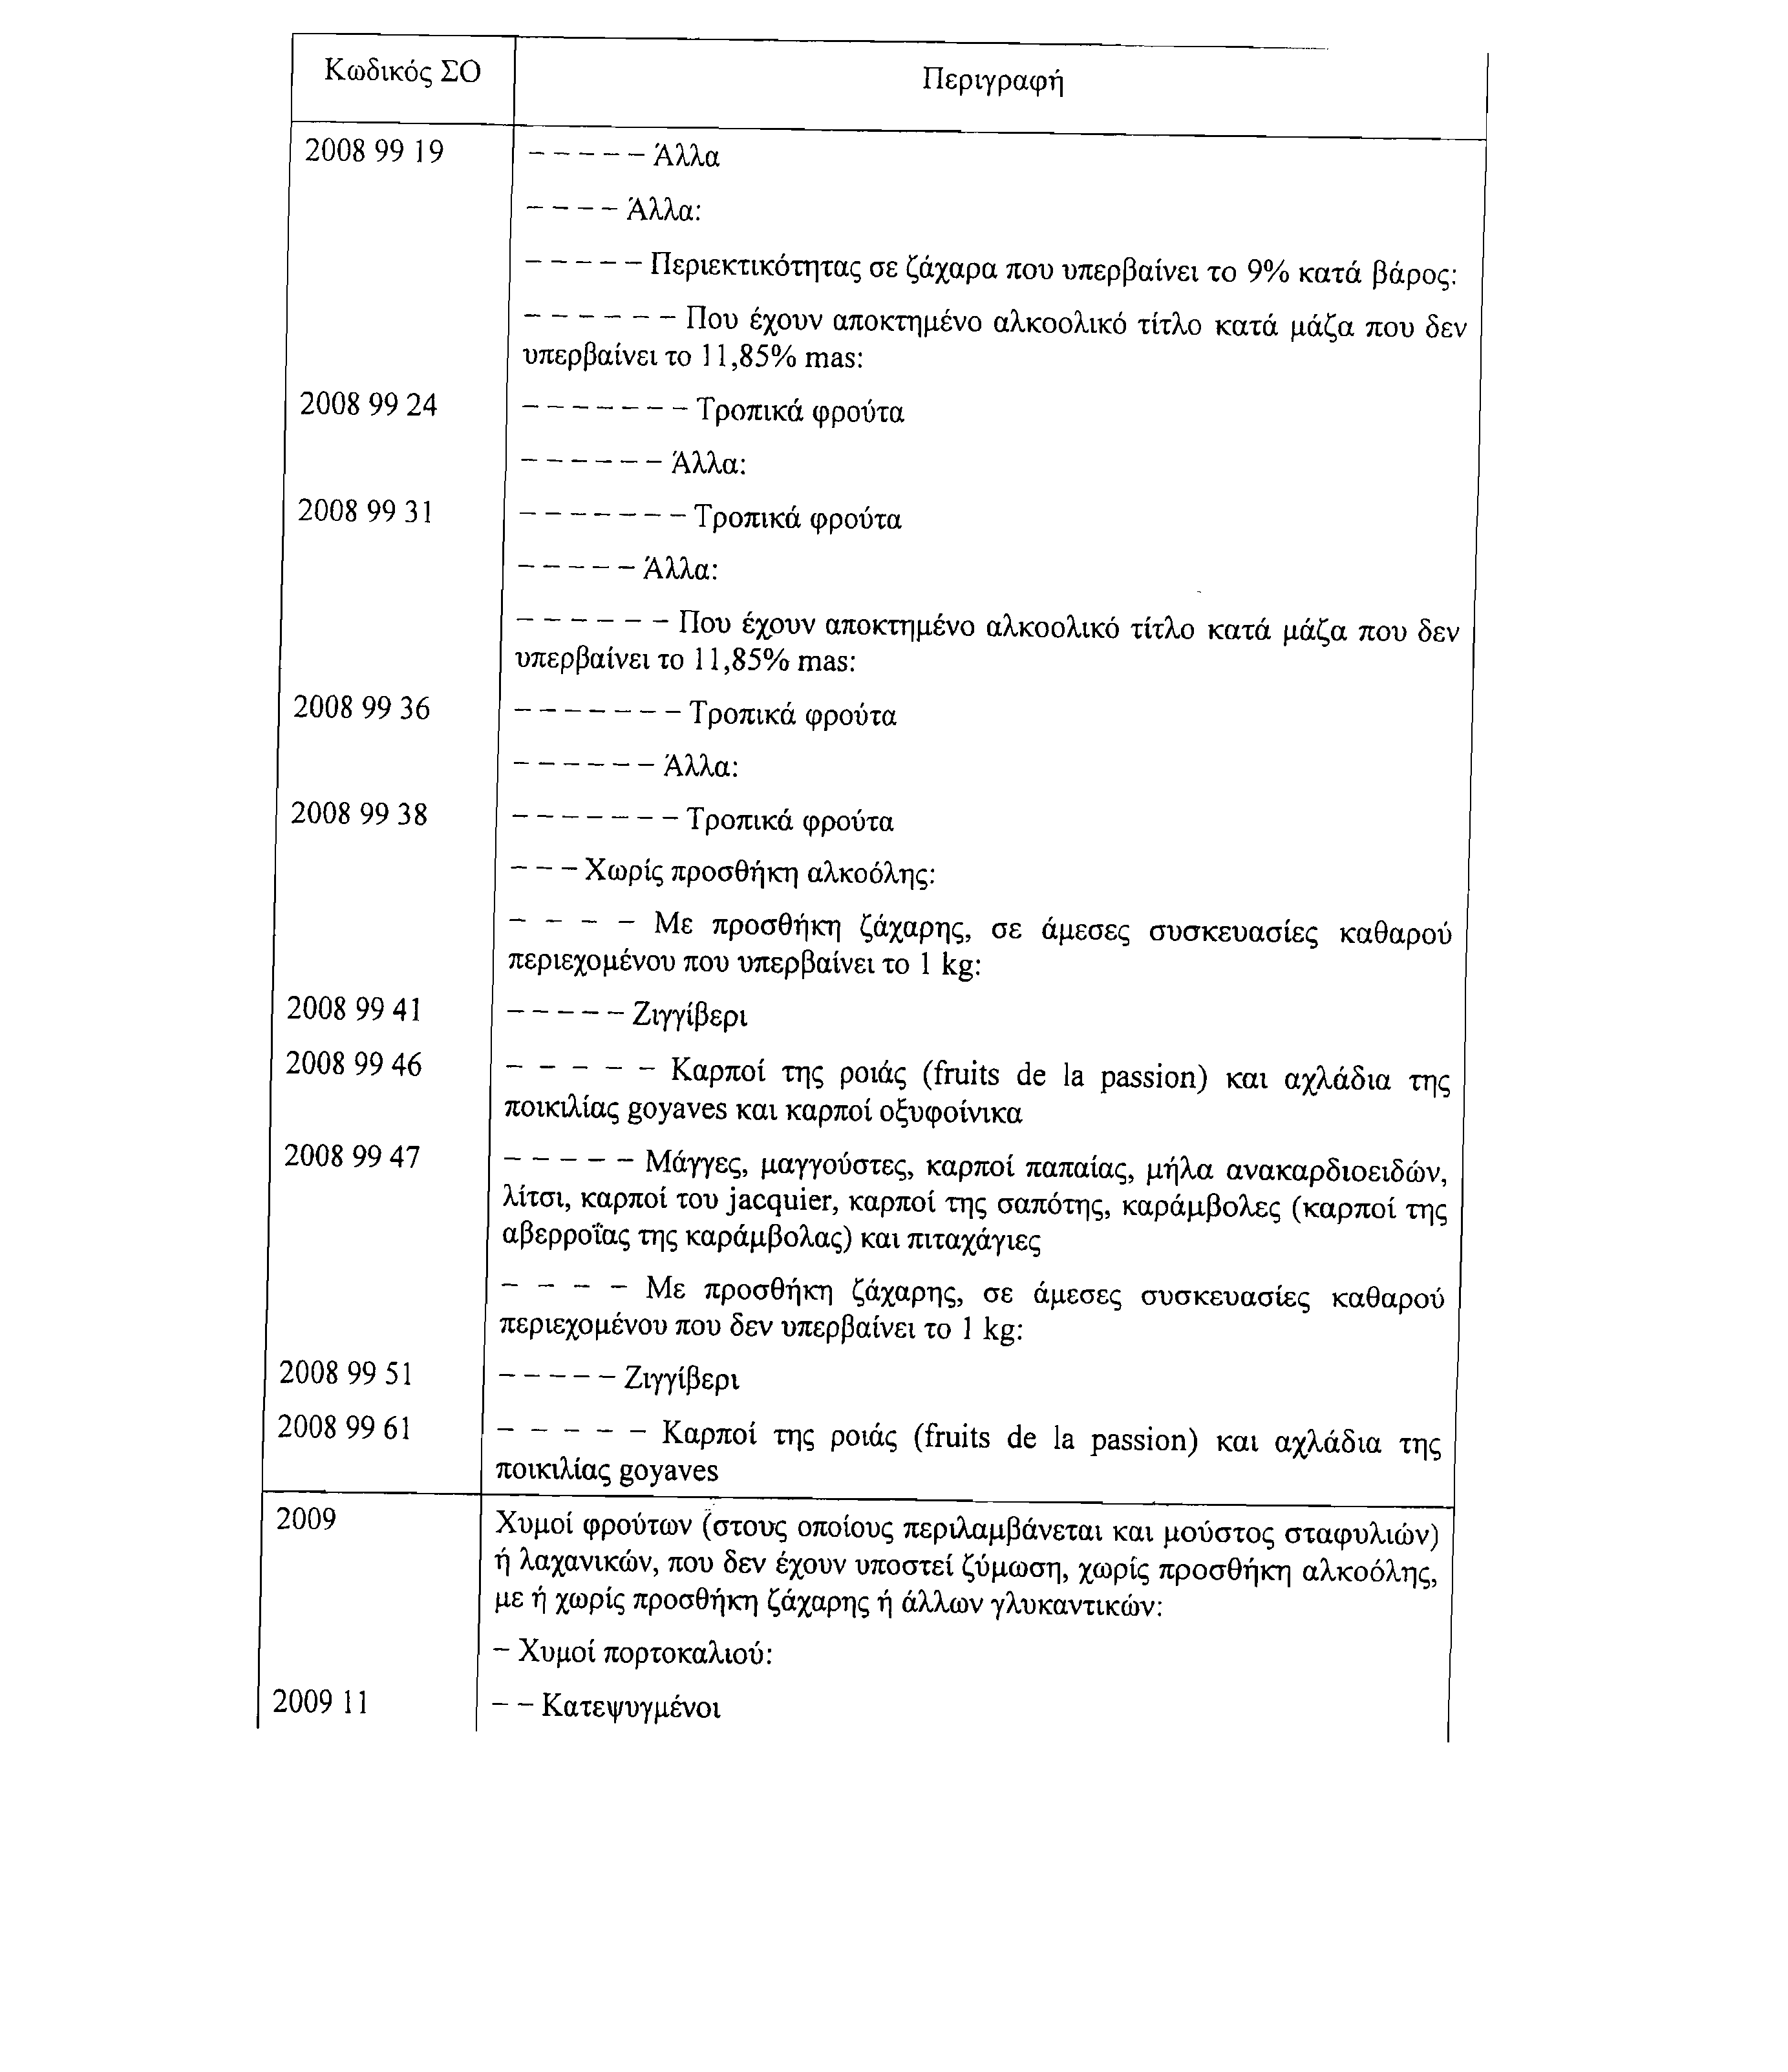 Κωδικός ΣΟ
Περιγραφή
2008 99 19
– – – – – Άλλα
– – – – Άλλα:
– – – – – Περιεκτικότητας σε ζάχαρα που υπερβαίνει το 9% κατά βάρος:
– – – – – – Που έχουν αποκτημένο αλκοολικό τίτλο κατά μάζα που δεν
υπερβαίνει το 11,85% mas:
2008 99 24
– – – – – – – Τροπικά φρούτα
– – – – – – Άλλα:
2008 99 31
– – – – – – – Τροπικά φρούτα
– – – – – Άλλα:
– – – – – – Που έχουν αποκτημένο αλκοολικό τίτλο κατά μάζα που δεν
υπερβαίνει το 11,85% mas:
2008 99 36
– – – – – – – Τροπικά φρούτα
– – – – – – Άλλα:
2008 99 38
– – – – – – – Τροπικά φρούτα
– – – Χωρίς προσθήκη αλκοόλης:
– – – – Με προσθήκη ζάχαρης, σε άμεσες συσκευασίες καθαρού
περιεχομένου που υπερβαίνει το 1 kg:
2008 99 41
– – – – – Ζιγγίβερι
2008 99 46
– – – – – Καρποί της ροιάς (fruits de la passion) και αχλάδια της
ποικιλίας goyaves και καρποί οξυφοίνικα
2008 99 47
– – – – – Μάγγες, μαγγούστες, καρποί παπαίας, μήλα ανακαρδιοειδών,
λίτσι, καρποί του jacquier, καρποί της σαπότης, καράμβολες (καρποί της
αβερροΐας της καράμβολας) και πιταχάγιες
– – – – Με προσθήκη ζάχαρης, σε άμεσες συσκευασίες καθαρού
περιεχομένου που δεν υπερβαίνει το 1 kg:
2008 99 51
– – – – – Ζιγγίβερι
2008 99 61
– – – – – Καρποί της ροιάς (fruits de la passion) και αχλάδια της
ποικιλίας goyaves
2009
Χυμοί φρούτων (στους οποίους περιλαμβάνεται και μούστος σταφυλιών)
ή λαχανικών, που δεν έχουν υποστεί ζύμωση, χωρίς προσθήκη αλκοόλης,
με ή χωρίς προσθήκη ζάχαρης ή άλλων γλυκαντικών:
– Χυμοί πορτοκαλιού:
2009 11
– – Κατεψυγμένοι